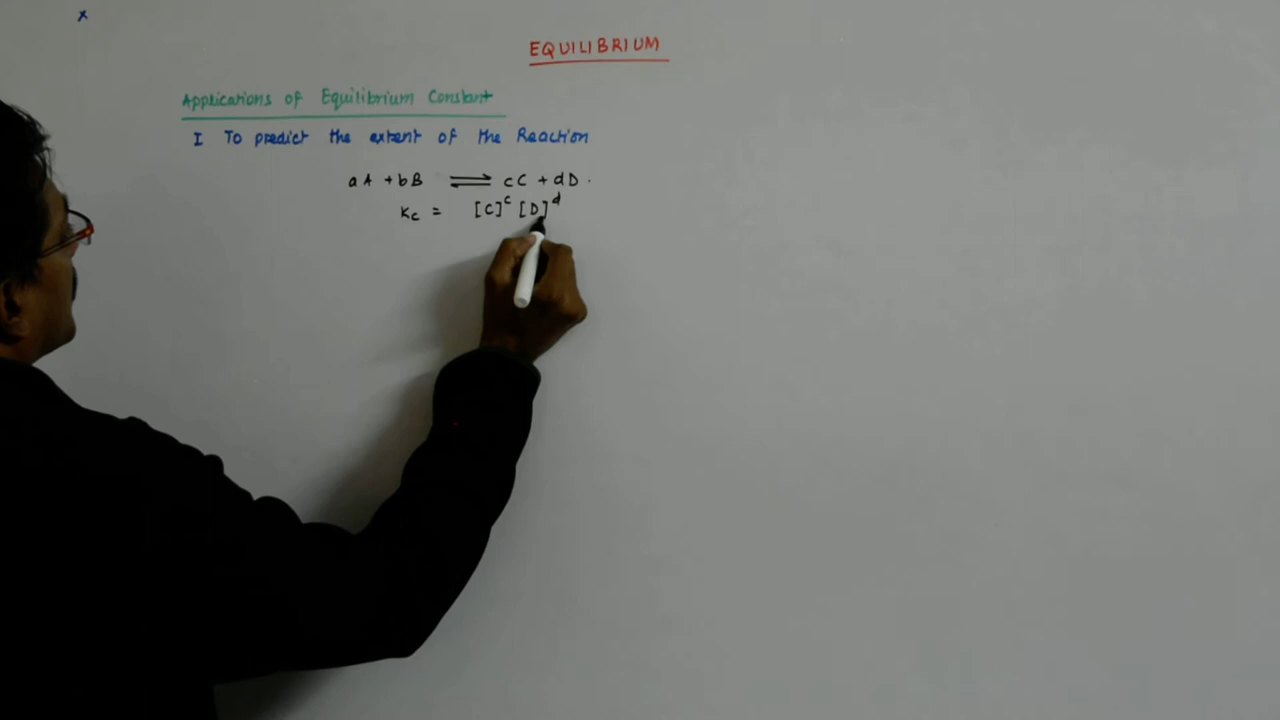 x
EQUILIBRIUM
Applications of Equilibrium Constant
I To predict the extent of the Reaction
aA + bB ⇌ cC + dD.
Kc = [C]^c [D]^d